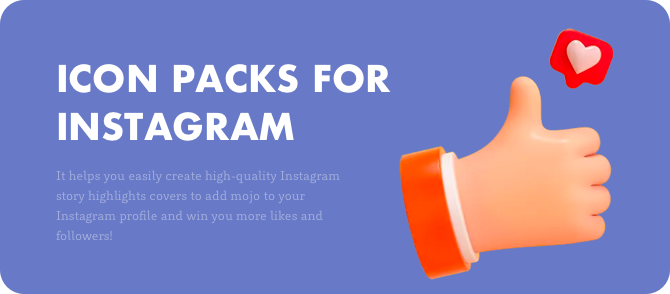 ICON PACKS FOR
INSTAGRAM
It helps you easily create high-quality Instagram
story highlights covers to add mojo to your
Instagram profile and win you more likes and
followers!